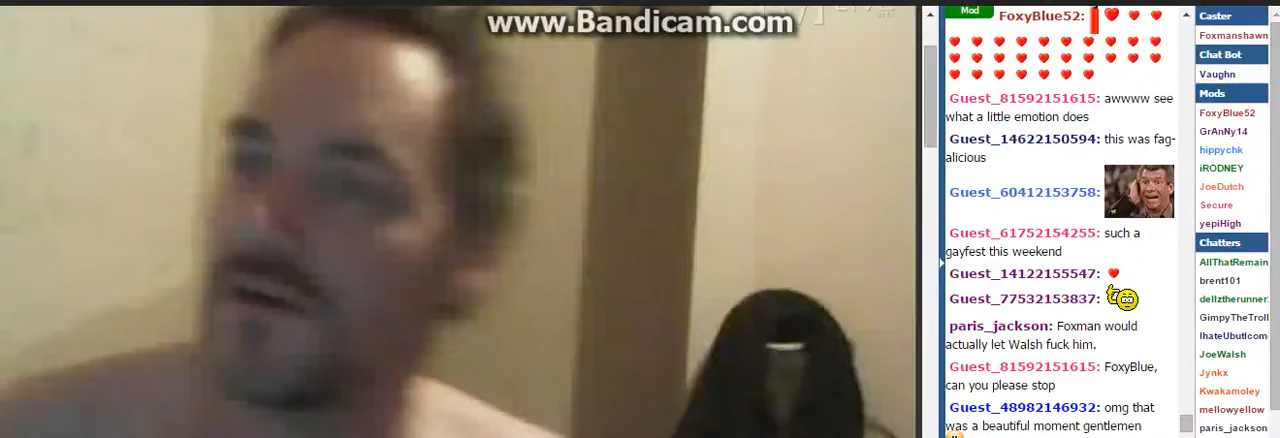 www.Bandicam.com
LIVE
Mod
FoxyBlue52:
Guest_81592151615: awwww see
what a little emotion does
Guest_14622150594: this was fag-
alicious
Guest_60412153758:
Guest_61752154255: such a
gayfest this weekend
Guest_14122155547:
Guest_77532153837:
paris_jackson: Foxman would
actually let Walsh fuck him.
Guest_81592151615: FoxyBlue,
can you please stop
Guest_48982146932: omg that
was a beautiful moment gentlemen
Caster
Foxmanshawn
Chat Bot
Vaughn
Mods
FoxyBlue52
GrAnNy14
hippychk
iRODNEY
JoeDutch
Secure
yepiHigh
Chatters
AllThatRemain
brent101
dellztherunner
GimpyTheTroll
IhateUbutIcom
JoeWalsh
Jynkx
Kwakamoley
mellowyellow
paris_jackson